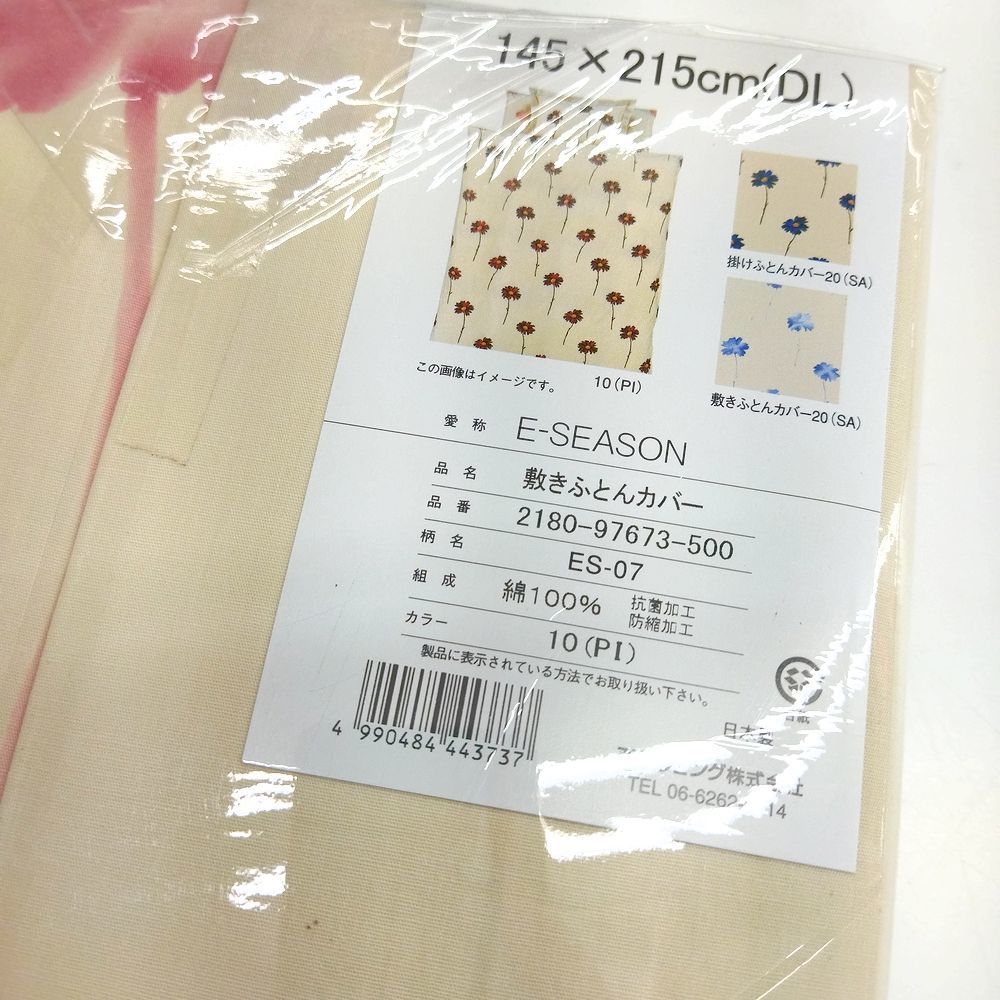 145×215cm(DL)
掛けふとんカバー20(SA)
この画像はイメージです。 10(PI)
敷きふとんカバー20(SA)
愛称 E-SEASON
品名 敷きふとんカバー
品番 2180-97673-500
柄名 ES-07
組成 綿100% 抗菌加工
防縮加工
カラー 10(PI)
製品に表示されている方法でお取り扱い下さい。
4 990484 443737
日本製
ング株式会社
TEL 06-6262- 14